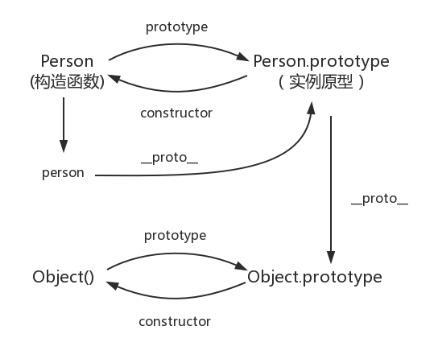 prototype
Person
(构造函数)
Person.prototype
（实例原型）
constructor
person
__proto__
__proto__
prototype
Object()
Object.prototype
constructor